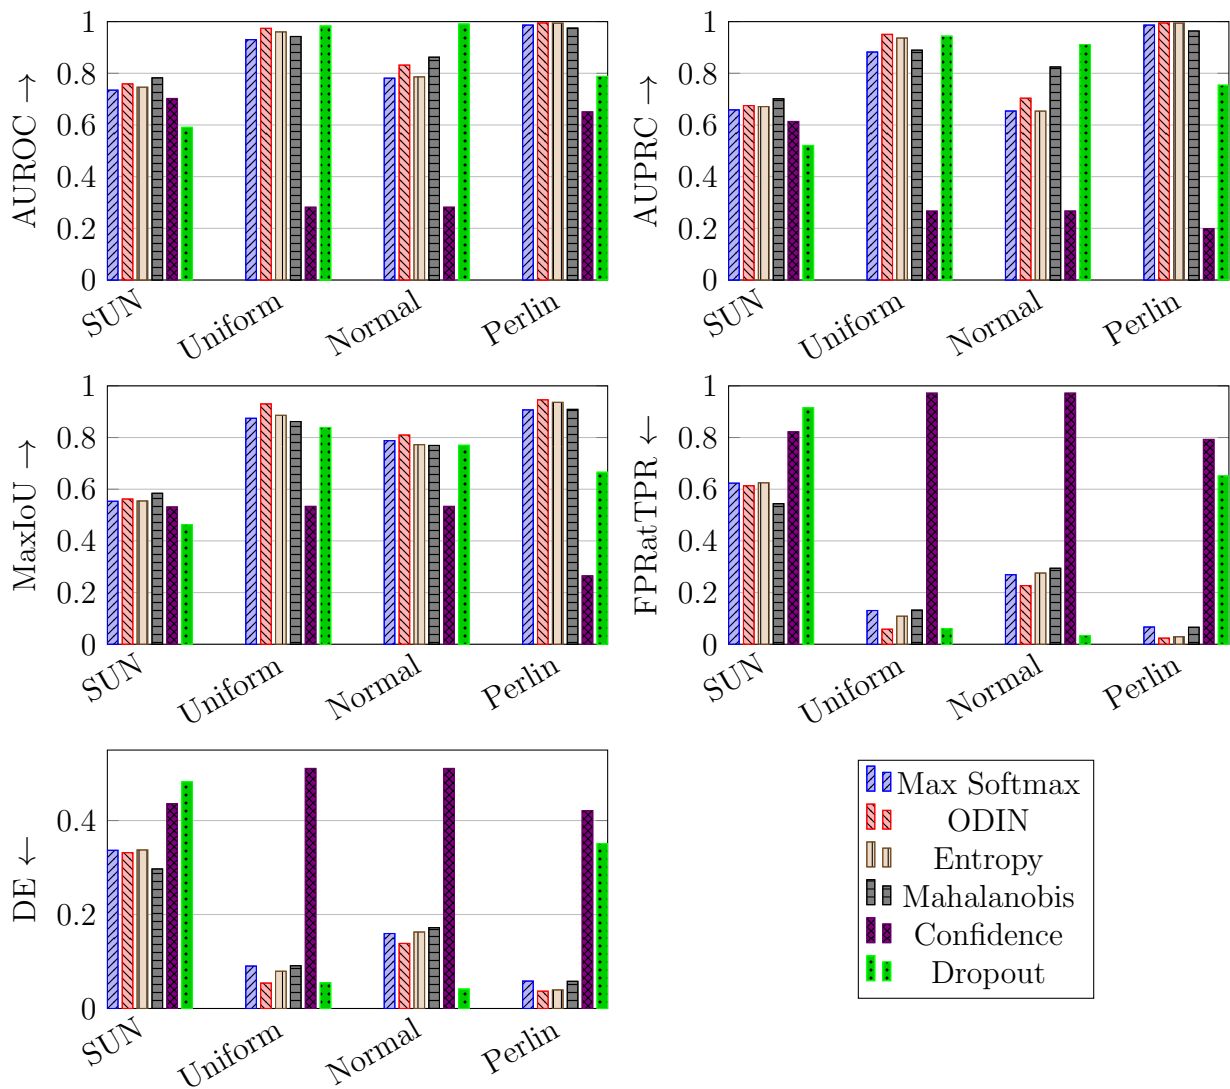 AUROC →
1
0.8
0.6
0.4
0.2
0
SUN
Uniform
Normal
Perlin
AUPRC →
1
0.8
0.6
0.4
0.2
0
SUN
Uniform
Normal
Perlin
MaxIoU →
1
0.8
0.6
0.4
0.2
0
SUN
Uniform
Normal
Perlin
FPRatTPR ←
1
0.8
0.6
0.4
0.2
0
SUN
Uniform
Normal
Perlin
DE ←
0.4
0.2
0
SUN
Uniform
Normal
Perlin
Max Softmax
ODIN
Entropy
Mahalanobis
Confidence
Dropout